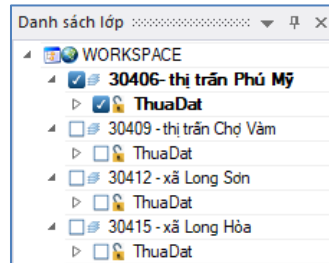 Danh sách lớp
WORKSPACE
30406- thị trấn Phú Mỹ
ThuaDat
30409 - thị trấn Chợ Vàm
ThuaDat
30412 - xã Long Sơn
ThuaDat
30415 - xã Long Hòa
ThuaDat